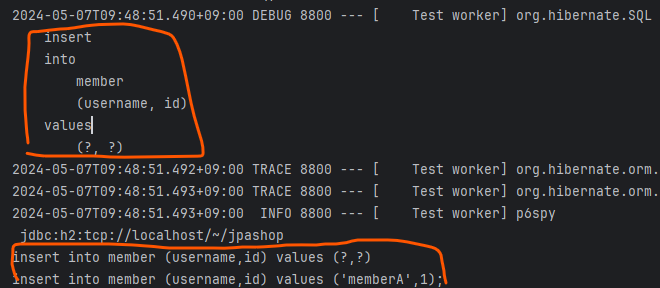 2024-05-07T09:48:51.490+09:00 DEBUG 8800 --- [    Test worker] org.hibernate.SQL
insert
into
member
(username, id)
values
(?, ?)
2024-05-07T09:48:51.492+09:00 TRACE 8800 --- [    Test worker] org.hibernate.orm.
2024-05-07T09:48:51.493+09:00 TRACE 8800 --- [    Test worker] org.hibernate.orm.
2024-05-07T09:48:51.493+09:00  INFO 8800 --- [    Test worker] p6spy
jdbc:h2:tcp://localhost/~/jpashop
insert into member (username,id) values (?,?)
insert into member (username,id) values ('memberA',1);